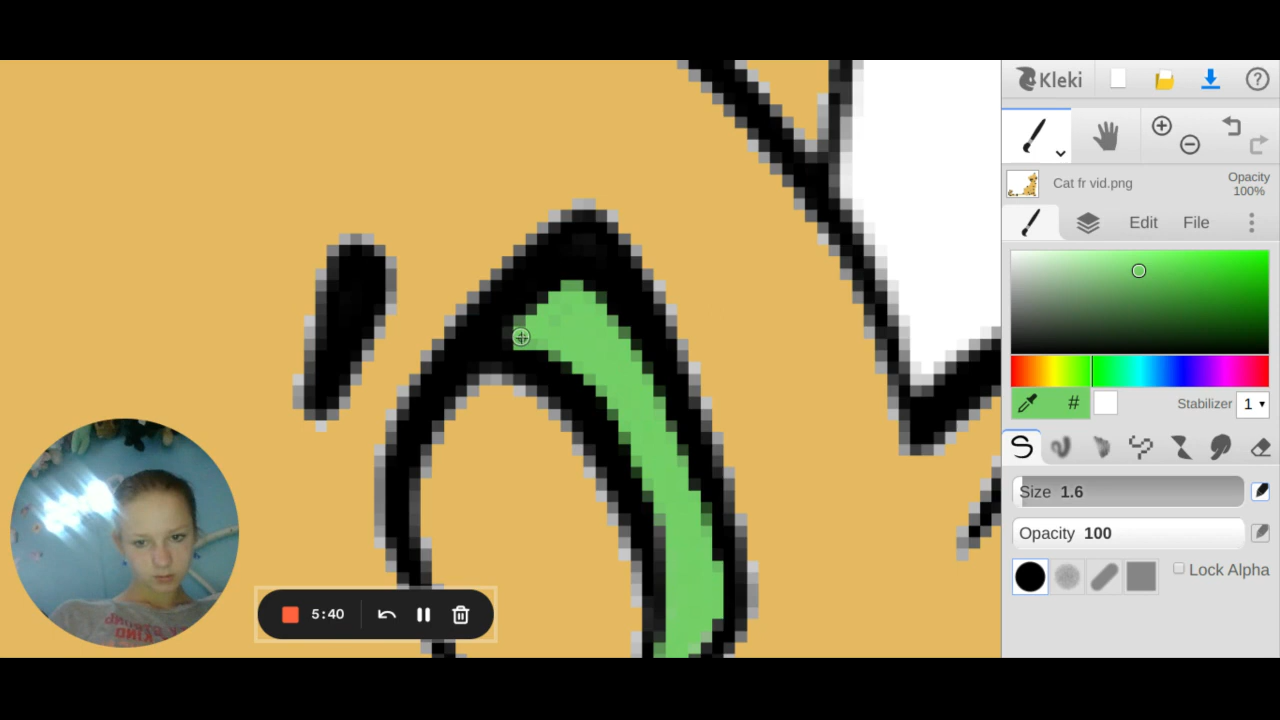 Kleki
?
Cat fr vid.png
Opacity
100%
Edit
File
#
Stabilizer
1
Size 1.6
Opacity 100
Lock Alpha
5:40